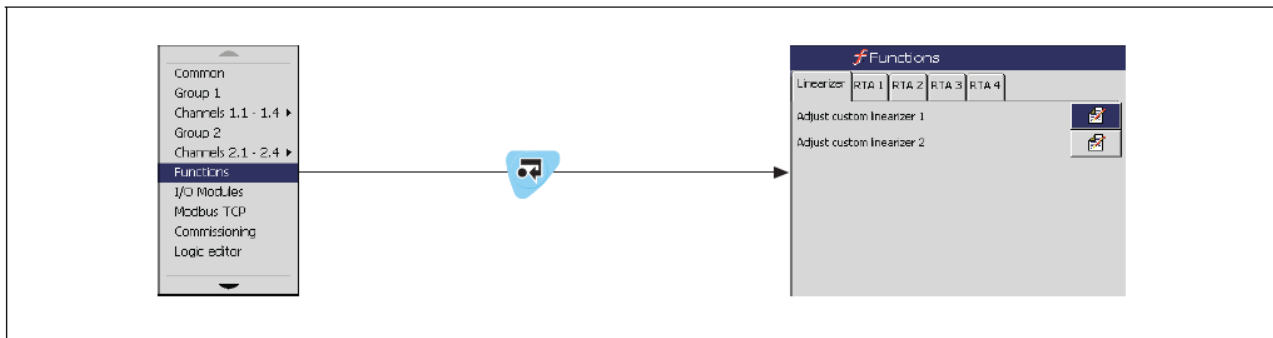 Common
Group 1
Channels 1.1 - 1.4
Group 2
Channels 2.1 - 2.4
Functions
I/O Modules
Modbus TCP
Commissioning
Logic editor
Functions
Linearizer RTA 1 RTA 2 RTA 3 RTA 4
Adjust custom linearizer 1
Adjust custom linearizer 2